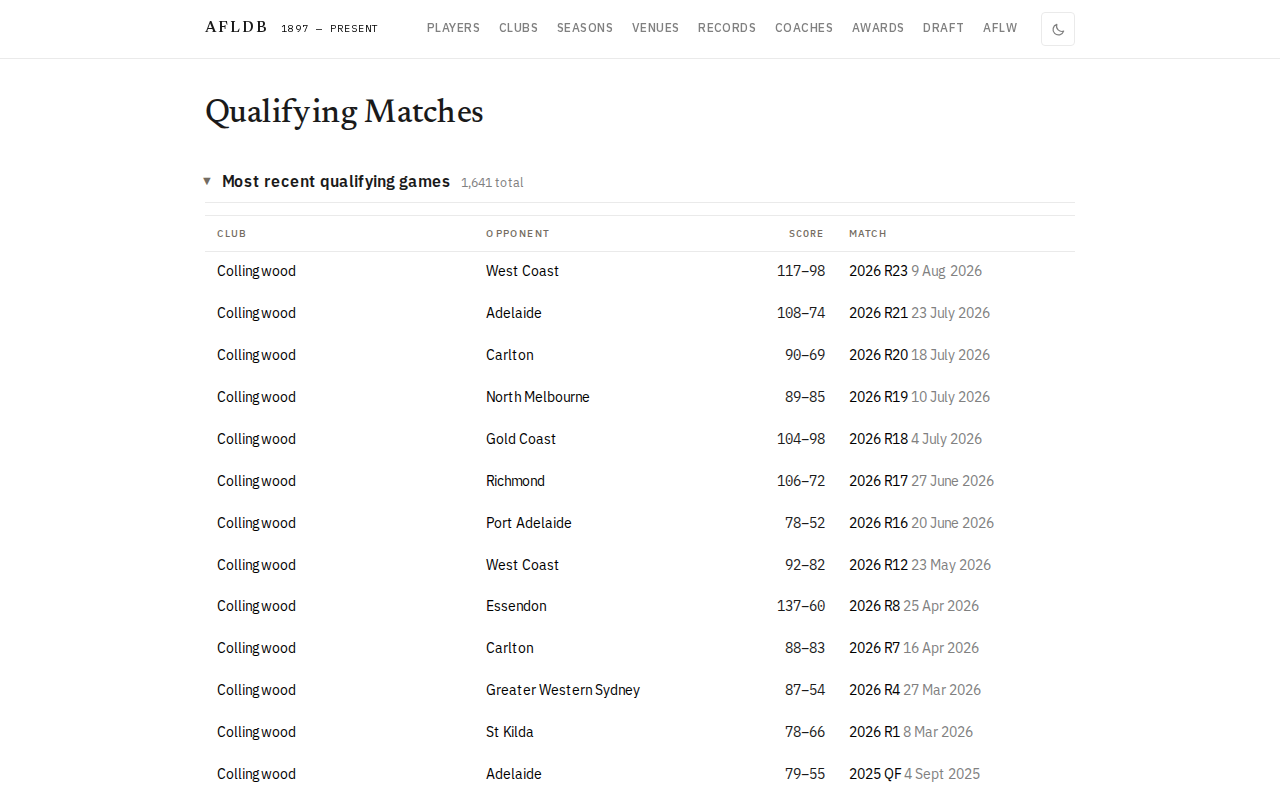 AFLDB 1897 — PRESENT PLAYERS CLUBS SEASONS VENUES RECORDS COACHES AWARDS DRAFT AFLW
Qualifying Matches
▼ Most recent qualifying games 1,641 total
CLUB OPPONENT SCORE MATCH
Collingwood West Coast 117–98 2026 R23 9 Aug 2026
Collingwood Adelaide 108–74 2026 R21 23 July 2026
Collingwood Carlton 90–69 2026 R20 18 July 2026
Collingwood North Melbourne 89–85 2026 R19 10 July 2026
Collingwood Gold Coast 104–98 2026 R18 4 July 2026
Collingwood Richmond 106–72 2026 R17 27 June 2026
Collingwood Port Adelaide 78–52 2026 R16 20 June 2026
Collingwood West Coast 92–82 2026 R12 23 May 2026
Collingwood Essendon 137–60 2026 R8 25 Apr 2026
Collingwood Carlton 88–83 2026 R7 16 Apr 2026
Collingwood Greater Western Sydney 87–54 2026 R4 27 Mar 2026
Collingwood St Kilda 78–66 2026 R1 8 Mar 2026
Collingwood Adelaide 79–55 2025 QF 4 Sept 2025